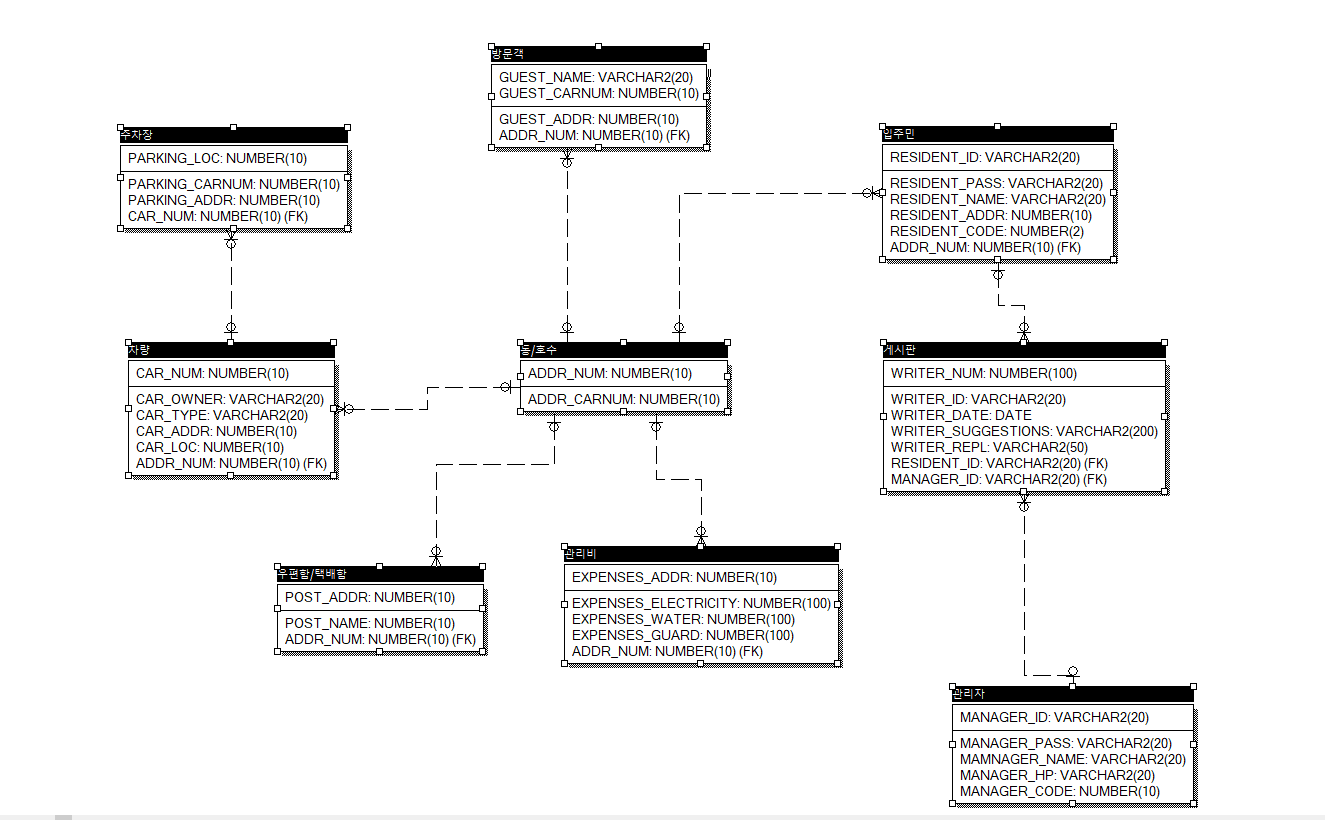 방문객
GUEST_NAME: VARCHAR2(20)
GUEST_CARNUM: NUMBER(10)
GUEST_ADDR: NUMBER(10)
ADDR_NUM: NUMBER(10) (FK)
주차장
PARKING_LOC: NUMBER(10)
PARKING_CARNUM: NUMBER(10)
PARKING_ADDR: NUMBER(10)
CAR_NUM: NUMBER(10) (FK)
입주민
RESIDENT_ID: VARCHAR2(20)
RESIDENT_PASS: VARCHAR2(20)
RESIDENT_NAME: VARCHAR2(20)
RESIDENT_ADDR: NUMBER(10)
RESIDENT_CODE: NUMBER(2)
ADDR_NUM: NUMBER(10) (FK)
차량
CAR_NUM: NUMBER(10)
CAR_OWNER: VARCHAR2(20)
CAR_TYPE: VARCHAR2(20)
CAR_ADDR: NUMBER(10)
CAR_LOC: NUMBER(10)
ADDR_NUM: NUMBER(10) (FK)
동/호수
ADDR_NUM: NUMBER(10)
ADDR_CARNUM: NUMBER(10)
게시판
WRITER_NUM: NUMBER(100)
WRITER_ID: VARCHAR2(20)
WRITER_DATE: DATE
WRITER_SUGGESTIONS: VARCHAR2(200)
WRITER_REPL: VARCHAR2(50)
RESIDENT_ID: VARCHAR2(20) (FK)
MANAGER_ID: VARCHAR2(20) (FK)
우편함/택배함
POST_ADDR: NUMBER(10)
POST_NAME: NUMBER(10)
ADDR_NUM: NUMBER(10) (FK)
관리비
EXPENSES_ADDR: NUMBER(10)
EXPENSES_ELECTRICITY: NUMBER(100)
EXPENSES_WATER: NUMBER(100)
EXPENSES_GUARD: NUMBER(100)
ADDR_NUM: NUMBER(10) (FK)
관리자
MANAGER_ID: VARCHAR2(20)
MANAGER_PASS: VARCHAR2(20)
MAMNAGER_NAME: VARCHAR2(20)
MANAGER_HP: VARCHAR2(20)
MANAGER_CODE: NUMBER(10)